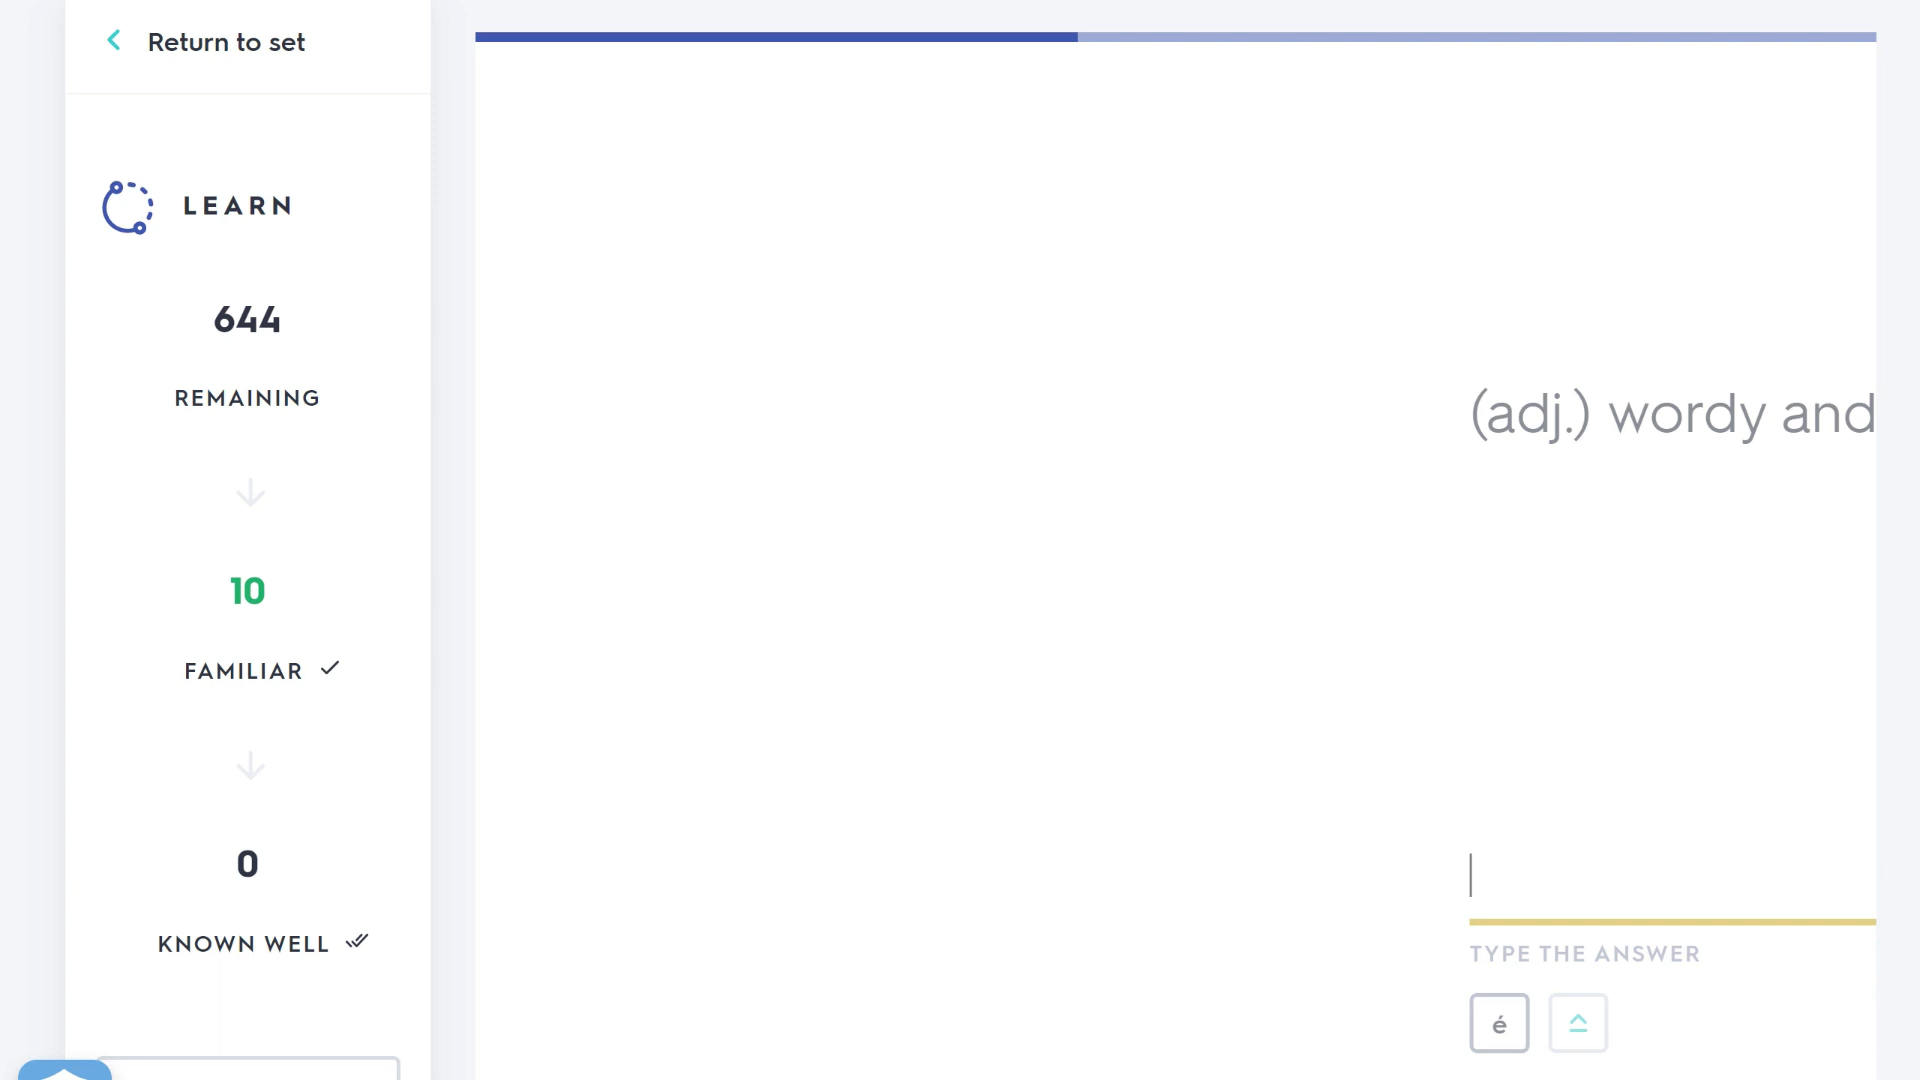 Return to set
LEARN
644
REMAINING
10
FAMILIAR
0
KNOWN WELL
(adj.) wordy and
TYPE THE ANSWER
é